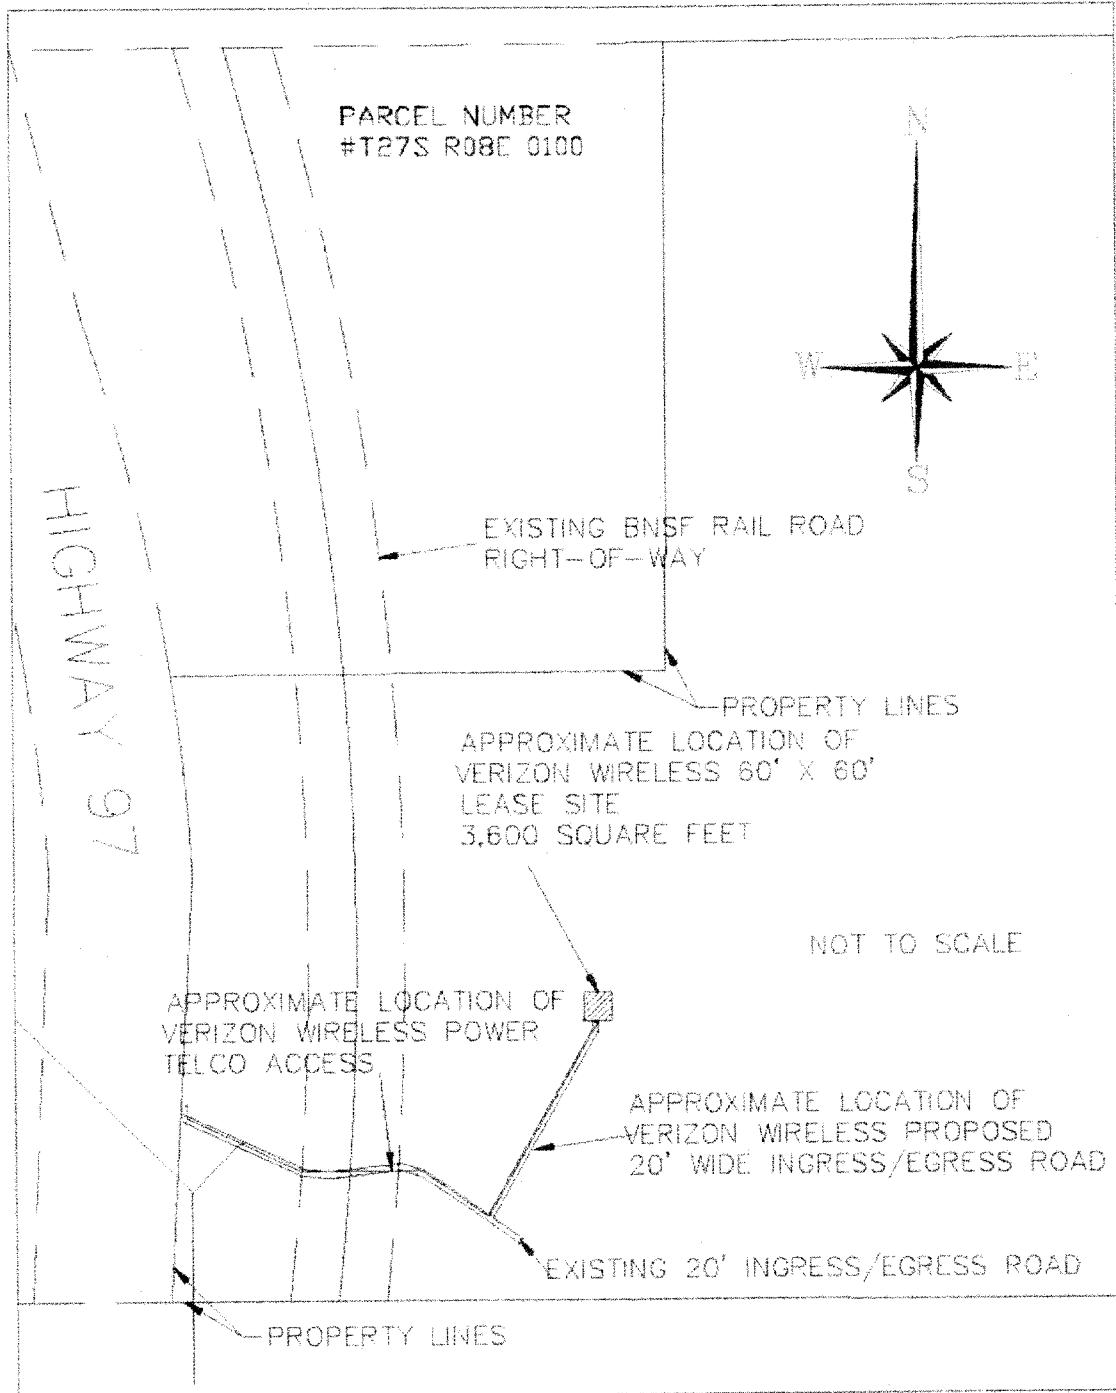 PARCEL NUMBER
#T27S R08E 0100
N
W
E
S
EXISTING BNSF RAIL ROAD
RIGHT-OF-WAY
HIGHWAY 97
PROPERTY LINES
APPROXIMATE LOCATION OF
VERIZON WIRELESS 60' X 60'
LEASE SITE
3,600 SQUARE FEET
NOT TO SCALE
APPROXIMATE LOCATION OF
VERIZON WIRELESS POWER
TELCO ACCESS
APPROXIMATE LOCATION OF
VERIZON WIRELESS PROPOSED
20' WIDE INGRESS/EGRESS ROAD
EXISTING 20' INGRESS/EGRESS ROAD
PROPERTY LINES